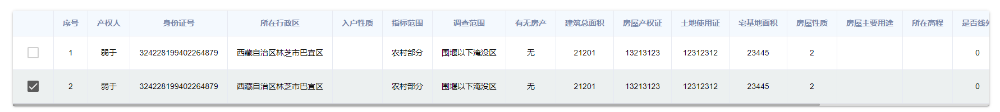 序号 产权人 身份证号 所在行政区 入户性质 指标范围 调查范围 有无房产 建筑总面积 房屋产权证 土地使用证 宅基地面积 房屋性质 房屋主要用途 所在高程 是否线外
1 弱于 324228199402264879 西藏自治区林芝市巴宜区 农村部分 围堰以下淹没区 无 21201 13213123 12312312 23445 2 0
2 弱于 324228199402264879 西藏自治区林芝市巴宜区 农村部分 围堰以下淹没区 无 21201 13213123 12312312 23445 2 0